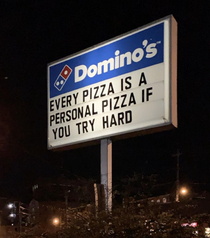 Domino's
EVERY PIZZA IS A
PERSONAL PIZZA IF
YOU TRY HARD